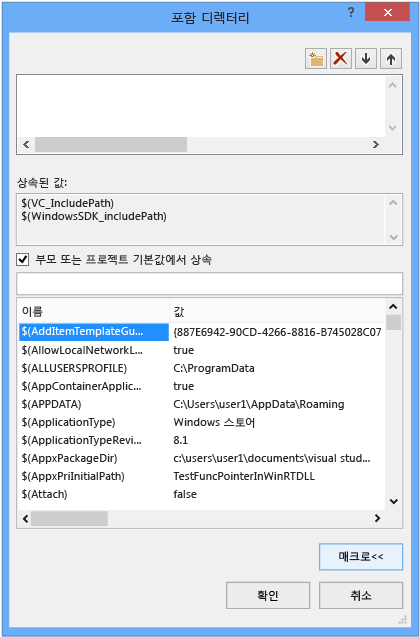 포함 디렉터리
?
상속된 값:
$(VC_IncludePath)
$(WindowsSDK_includePath)
부모 또는 프로젝트 기본값에서 상속
이름 값
$(AddItemTemplateGu... {887E6942-90CD-4266-8816-B745028C07
$(AllowLocalNetworkL... true
$(ALLUSERSPROFILE) C:\ProgramData
$(AppContainerApplic... true
$(APPDATA) C:\Users\user1\AppData\Roaming
$(ApplicationType) Windows 스토어
$(ApplicationTypeRevi... 8.1
$(AppxPackageDir) c:\users\user1\documents\visual stud...
$(AppxPriInitialPath) TestFuncPointerInWinRTDLL
$(Attach) false
매크로<<
확인 취소